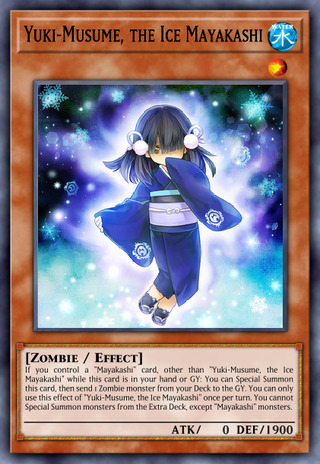 Yuki-Musume, the Ice Mayakashi
WATER
水
[Zombie / Effect]
If you control a "Mayakashi" card, other than "Yuki-Musume, the Ice
Mayakashi" while this card is in your hand or GY: You can Special Summon
this card, then send 1 Zombie monster from your Deck to the GY. You can only
use this effect of "Yuki-Musume, the Ice Mayakashi" once per turn. You cannot
Special Summon monsters from the Extra Deck, except "Mayakashi" monsters.
ATK/ 0 DEF/1900